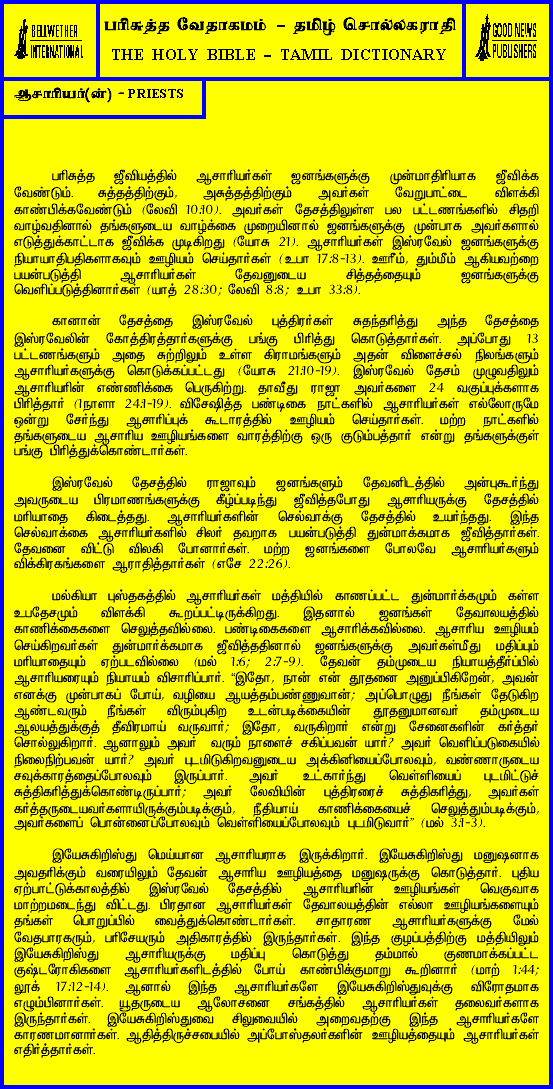 BELLWETHER
INTERNATIONAL
பரிசுத்த வேதாகமம் - தமிழ் சொல்லகராதி
THE HOLY BIBLE - TAMIL DICTIONARY
GOOD NEWS
PUBLISHERS
ஆசாரியர்(ன்) - PRIESTS
பரிசுத்த ஜீவியத்தில் ஆசாரியர்கள் ஜனங்களுக்கு முன்மாதிரியாக ஜீவிக்க
வேண்டும். சுத்தத்திற்கும், அசுத்தத்திற்கும் அவர்கள் வேறுபாட்டை விளக்கி
காண்பிக்கவேண்டும் (லேவி 10:10). அவர்கள் தேசத்திலுள்ள பல பட்டணங்களில் சிதறி
வாழ்வதினால் தங்களுடைய வாழ்க்கை முறையினால் ஜனங்களுக்கு முன்பாக அவர்களால்
எடுத்துக்காட்டாக ஜீவிக்க முடிகிறது (யோசு 21). ஆசாரியர்கள் இஸ்ரவேல் ஜனங்களுக்கு
நியாயாதிபதிகளாகவும் ஊழியம் செய்தார்கள் (உபா 17:8-13). ஊரீம், தும்மீம் ஆகியவற்றை
பயன்படுத்தி ஆசாரியர்கள் தேவனுடைய சித்தத்தையும் ஜனங்களுக்கு
வெளிப்படுத்தினார்கள் (யாத் 28:30; லேவி 8:8; உபா 33:8).
கானான் தேசத்தை இஸ்ரவேல் புத்திரர்கள் சுதந்தரித்து அந்த தேசத்தை
இஸ்ரவேலின் கோத்திரத்தார்களுக்கு பங்கு பிரித்து கொடுத்தார்கள். அப்போது 13
பட்டணங்களும் அதை சுற்றிலும் உள்ள கிராமங்களும் அதன் விளைச்சல் நிலங்களும்
ஆசாரியர்களுக்கு கொடுக்கப்பட்டது (யோசு 21:10-19). இஸ்ரவேல் தேசம் முழுவதிலும்
ஆசாரியரின் எண்ணிக்கை பெருகிற்று. தாவீது ராஜா அவர்களை 24 வகுப்புக்களாக
பிரித்தார் (1நாளா 24:1-19). விசேஷித்த பண்டிகை நாட்களில் ஆசாரியர்கள் எல்லோருமே
ஒன்று சேர்ந்து ஆசாரிப்புக் கூடாரத்தில் ஊழியம் செய்தார்கள். மற்ற நாட்களில்
தங்களுடைய ஆசாரிய ஊழியங்களை வாரத்திற்கு ஒரு குடும்பத்தார் என்று தங்களுக்குள்
பங்கு பிரித்துக்கொண்டார்கள்.
இஸ்ரவேல் தேசத்தில் ராஜாவும் ஜனங்களும் தேவனிடத்தில் அன்புகூர்ந்து
அவருடைய பிரமாணங்களுக்கு கீழ்ப்படிந்து ஜீவித்தபோது ஆசாரியருக்கு தேசத்தில்
மரியாதை கிடைத்தது. ஆசாரியர்களின் செல்வாக்கு தேசத்தில் உயர்ந்தது. இந்த
செல்வாக்கை ஆசாரியர்களில் சிலர் தவறாக பயன்படுத்தி துன்மார்க்கமாக ஜீவித்தார்கள்.
தேவனை விட்டு விலகி போனார்கள். மற்ற ஜனங்களை போலவே ஆசாரியர்களும்
விக்கிரகங்களை ஆராதித்தார்கள் (எசே 22:26).
மல்கியா புஸ்தகத்தில் ஆசாரியர்கள் மத்தியில் காணப்பட்ட துன்மார்க்கமும் கள்ள
உபதேசமும் விளக்கி கூறப்பட்டிருக்கிறது. இதனால் ஜனங்கள் தேவாலயத்தில்
காணிக்கைகளை செலுத்தவில்லை. பண்டிகைகளை ஆசரிக்கவில்லை. ஆசாரிய ஊழியம்
செய்கிறவர்கள் துன்மார்க்கமாக ஜீவித்ததினால் ஜனங்களுக்கு அவர்கள்மீது மதிப்பும்
மரியாதையும் ஏற்படவில்லை (மல் 1:6; 2:7-9). தேவன் தம்முடைய நியாயத்தீர்ப்பில்
ஆசாரியரையும் நியாயம் விசாரிப்பார். "இதோ, நான் என் தூதனை அனுப்பிகிறேன், அவன்
எனக்கு முன்பாகப் போய், வழியை ஆயத்தம்பண்ணுவான்; அப்பொழுது நீங்கள் தேடுகிற
ஆண்டவரும் நீங்கள் விரும்புகிற உடன்படிக்கையின் தூதனுமானவர் தம்முடைய
ஆலயத்துக்குத் தீவிரமாய் வருவார்; இதோ, வருகிறார் என்று சேனைகளின் கர்த்தர்
சொல்லுகிறார். ஆனாலும் அவர் வரும் நாளைச் சகிப்பவன் யார்? அவர் வெளிப்படுகையில்
நிலைநிற்பவன் யார்? அவர் புடமிடுகிறவனுடைய அக்கினியைப்போலவும், வண்ணாருடைய
சவுக்காரத்தைப்போலவும் இருப்பார். அவர் உட்கார்ந்து வெள்ளியைப் புடமிட்டுச்
சுத்திகரித்துக்கொண்டிருப்பார்; அவர் லேவியின் புத்திரரைச் சுத்திகரித்து, அவர்கள்
கர்த்தருடையவர்களாயிருக்கும்படிக்கும், நீதியாய் காணிக்கையைச் செலுத்தும்படிக்கும்,
அவர்களைப் பொன்னைப்போலவும் வெள்ளியைப்போலவும் புடமிடுவார்" (மல் 3:1-3).
இயேசுகிறிஸ்து மெய்யான ஆசாரியராக இருக்கிறார். இயேசுகிறிஸ்து மனுஷனாக
அவதரிக்கும் வரையிலும் தேவன் ஆசாரிய ஊழியத்தை மனுஷருக்கு கொடுத்தார். புதிய
ஏற்பாட்டுக்காலத்தில் இஸ்ரவேல் தேசத்தில் ஆசாரியரின் ஊழியங்கள் வெகுவாக
மாற்றமடைந்து விட்டது. பிரதான ஆசாரியர்கள் தேவாலயத்தின் எல்லா ஊழியங்களையும்
தங்கள் பொறுப்பில் வைத்துக்கொண்டார்கள். சாதாரண ஆசாரியர்களுக்கு மேல்
வேதபாரகரும், பரிசேயரும் அதிகாரத்தில் இருந்தார்கள். இந்த குழப்பத்திற்கு மத்தியிலும்
இயேசுகிறிஸ்து ஆசாரியருக்கு மதிப்பு கொடுத்து தம்மால் குணமாக்கப்பட்ட
குஷ்டரோகிகளை ஆசாரியர்களிடத்தில் போய் காண்பிக்குமாறு கூறினார் (மாற் 1:44;
லூக் 17:12-14). ஆனால் இந்த ஆசாரியர்களே இயேசுகிறிஸ்துவுக்கு விரோதமாக
எழும்பினார்கள். யூதருடைய ஆலோசனை சங்கத்தில் ஆசாரியர்கள் தலைவர்களாக
இருந்தார்கள். இயேசுகிறிஸ்துவை சிலுவையில் அறைவதற்கு இந்த ஆசாரியர்களே
காரணமானார்கள். ஆதித்திருச்சபையில் அப்போஸ்தலர்களின் ஊழியத்தையும் ஆசாரியர்கள்
எதிர்த்தார்கள்.